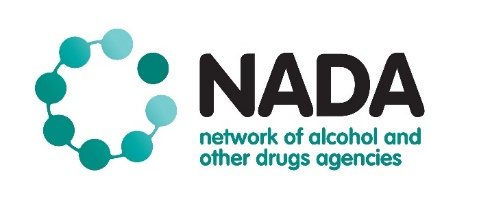 NADA
network of alcohol and
other drugs agencies